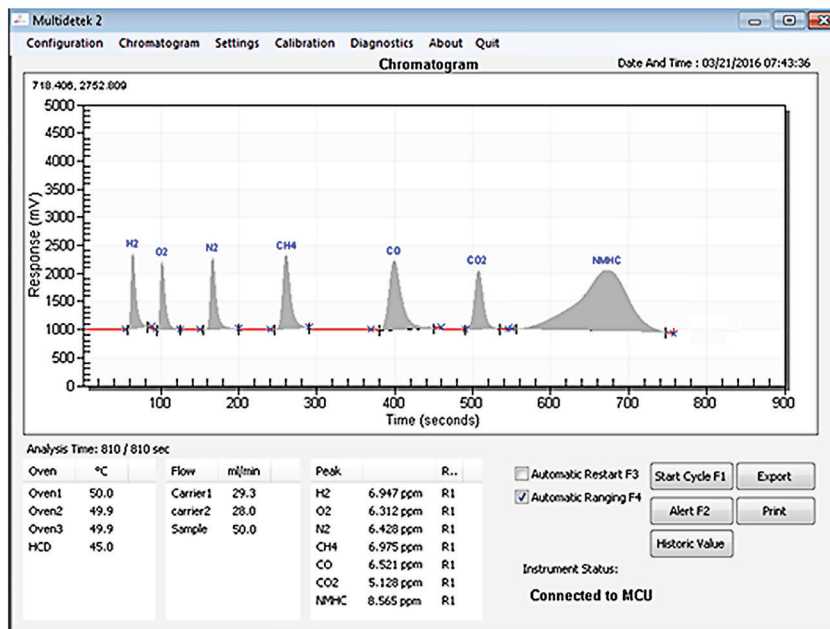 Multidetek 2
Configuration Chromatogram Settings Calibration Diagnostics About Quit
Chromatogram Date And Time : 03/21/2016 07:43:36
718.406, 2752.809
5000
4500
4000
3500
3000
2500
2000
1500
1000
500
0
Response (mV)
H2 O2 N2 CH4 CO CO2 NMHC
100 200 300 400 500 600 700 800 900
Time (seconds)
Analysis Time: 810 / 810 sec
Oven °C Flow ml/min Peak R..
Oven1 50.0 Carrier1 29.3 H2 6.947 ppm R1
Oven2 49.9 carrier2 28.0 O2 6.312 ppm R1
Oven3 49.9 Sample 50.0 N2 6.428 ppm R1
HCD 45.0 CH4 6.975 ppm R1
CO 6.521 ppm R1
CO2 5.128 ppm R1
NMHC 8.565 ppm R1
Automatic Restart F3 Start Cycle F1 Export
Automatic Ranging F4 Alert F2 Print
Historic Value
Instrument Status:
Connected to MCU